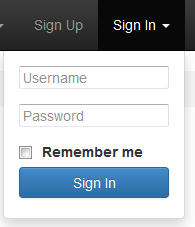 Sign Up Sign In
Username
Password
Remember me
Sign In